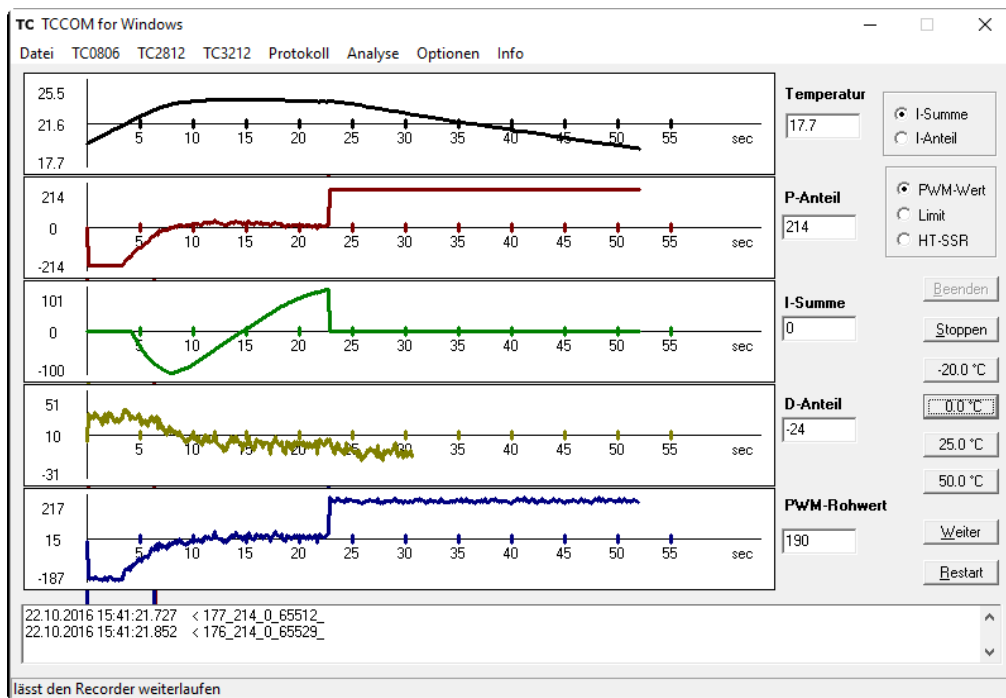 TC TCCOM for Windows
Datei TC0806 TC2812 TC3212 Protokoll Analyse Optionen Info
25.5
21.6
17.7
5 10 15 20 25 30 35 40 45 50 55 sec
Temperatur
17.7
I-Summe
I-Anteil
214
0
-214
5 10 15 20 25 30 35 40 45 50 55 sec
P-Anteil
214
PWM-Wert
Limit
HT-SSR
101
0
-100
5 10 15 20 25 30 35 40 45 50 55 sec
I-Summe
0
Beenden
Stoppen
-20.0 °C
51
10
-31
5 10 15 20 25 30 35 40 45 50 55 sec
D-Anteil
-24
0.0 °C
25.0 °C
50.0 °C
217
15
-187
5 10 15 20 25 30 35 40 45 50 55 sec
PWM-Rohwert
190
Weiter
Restart
22.10.2016 15:41:21.727 < 177_214_0_65512_
22.10.2016 15:41:21.852 < 176_214_0_65529_
lässt den Recorder weiterlaufen